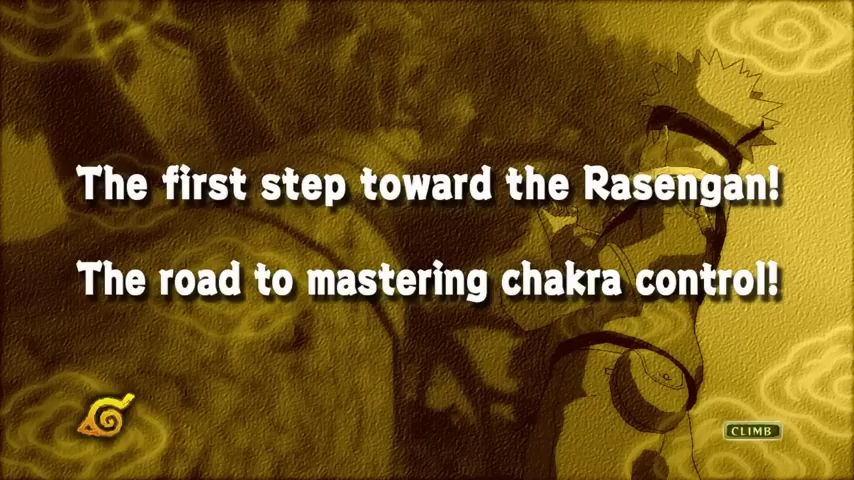 The first step toward the Rasengan!
The road to mastering chakra control!
CLIMB